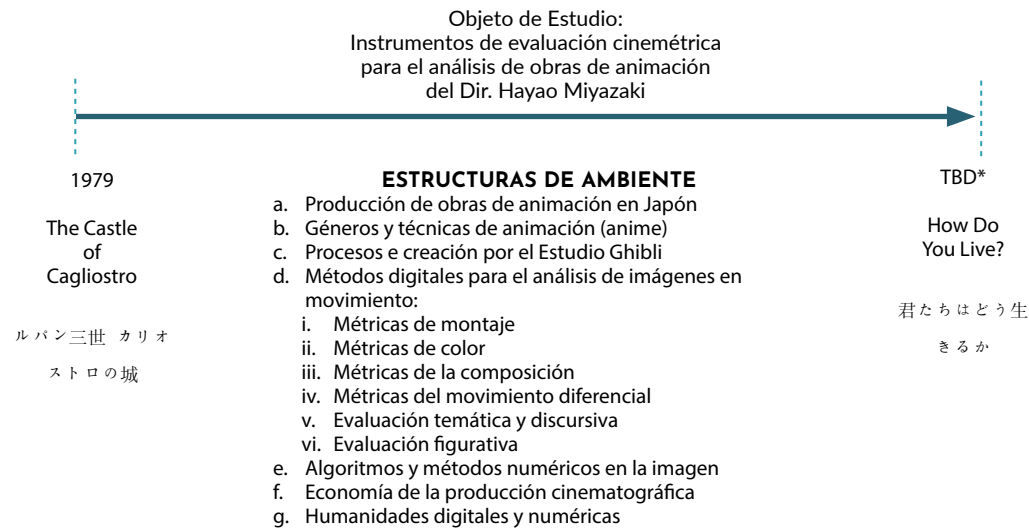 Objeto de Estudio:
Instrumentos de evaluación cinemétrica
para el análisis de obras de animación
del Dir. Hayao Miyazaki
1979
The Castle
of
Cagliostro
ルパン三世 カリオ
ストロの城
ESTRUCTURAS DE AMBIENTE
a. Producción de obras de animación en Japón
b. Géneros y técnicas de animación (anime)
c. Procesos e creación por el Estudio Ghibli
d. Métodos digitales para el análisis de imágenes en
movimiento:
i. Métricas de montaje
ii. Métricas de color
iii. Métricas de la composición
iv. Métricas del movimiento diferencial
v. Evaluación temática y discursiva
vi. Evaluación figurativa
e. Algoritmos y métodos numéricos en la imagen
f. Economía de la producción cinematográfica
g. Humanidades digitales y numéricas
TBD*
How Do
You Live?
君たちはどう生
きるか